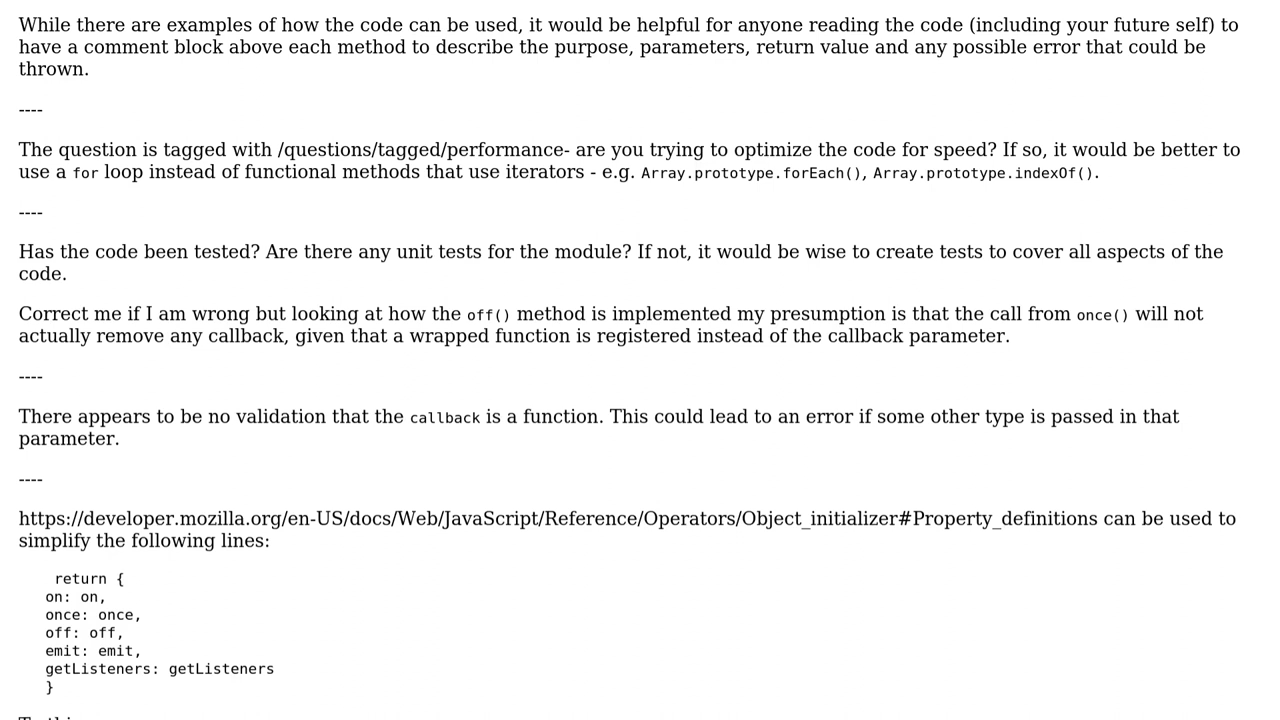 While there are examples of how the code can be used, it would be helpful for anyone reading the code (including your future self) to
have a comment block above each method to describe the purpose, parameters, return value and any possible error that could be
thrown.
----
The question is tagged with /questions/tagged/performance- are you trying to optimize the code for speed? If so, it would be better to
use a for loop instead of functional methods that use iterators - e.g. Array.prototype.forEach(), Array.prototype.indexOf().
----
Has the code been tested? Are there any unit tests for the module? If not, it would be wise to create tests to cover all aspects of the
code.
Correct me if I am wrong but looking at how the off() method is implemented my presumption is that the call from once() will not
actually remove any callback, given that a wrapped function is registered instead of the callback parameter.
----
There appears to be no validation that the callback is a function. This could lead to an error if some other type is passed in that
parameter.
----
https://developer.mozilla.org/en-US/docs/Web/JavaScript/Reference/Operators/Object_initializer#Property_definitions can be used to
simplify the following lines:
return {
on: on,
once: once,
off: off,
emit: emit,
getListeners: getListeners
}